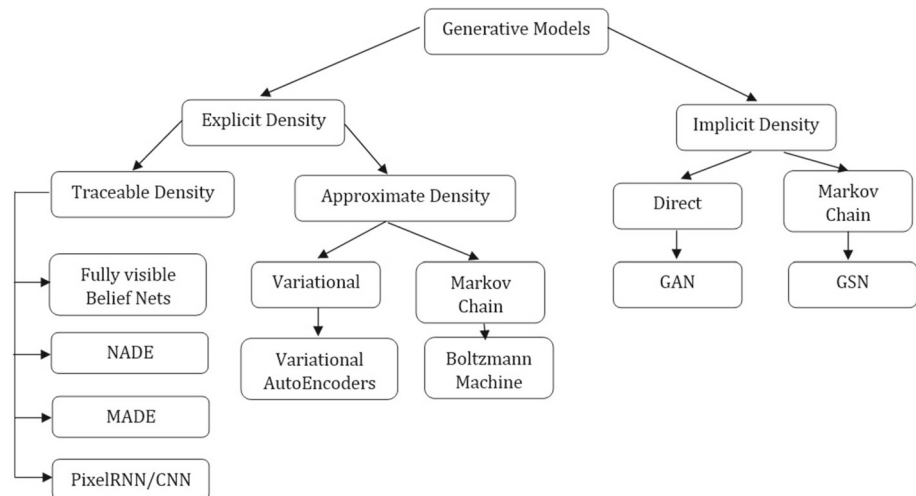 Generative Models
Explicit Density
Implicit Density
Traceable Density
Approximate Density
Direct
Markov
Chain
Fully visible
Belief Nets
Variational
Markov
Chain
GAN
GSN
NADE
Variational
AutoEncoders
Boltzmann
Machine
MADE
PixelRNN/CNN